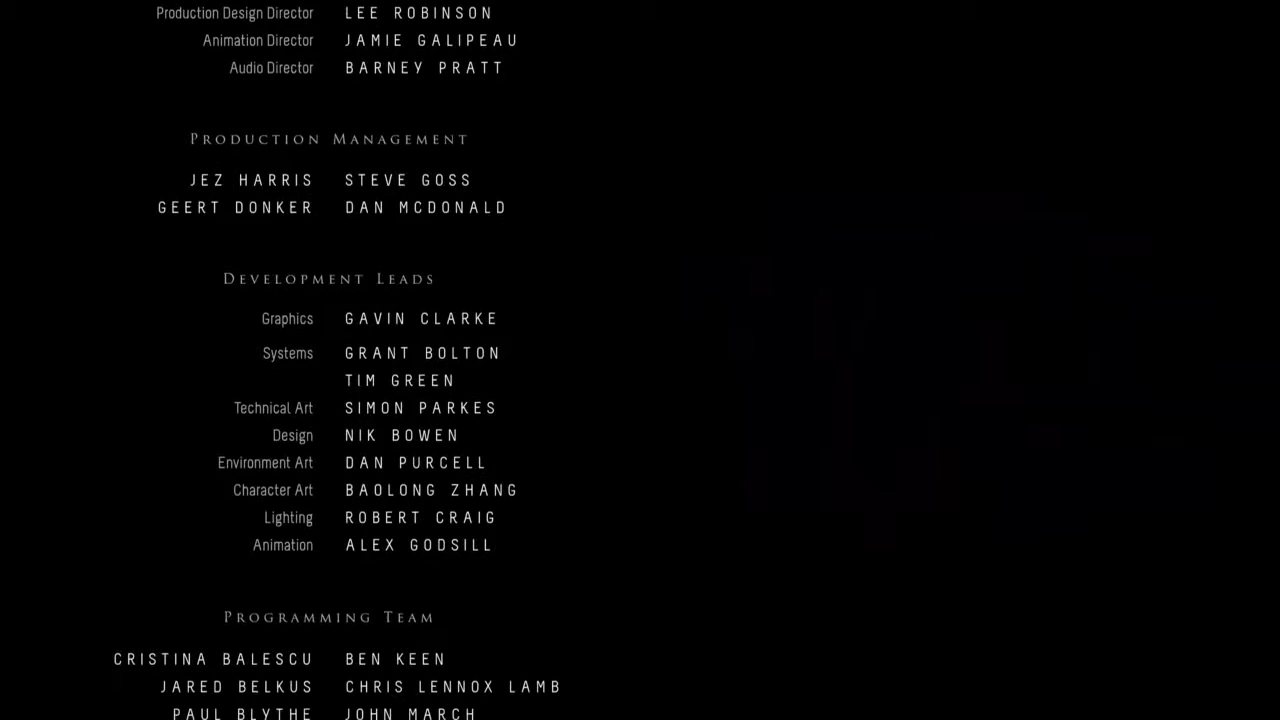 Production Design Director LEE ROBINSON
Animation Director JAMIE GALIPEAU
Audio Director BARNEY PRATT
PRODUCTION MANAGEMENT
JEZ HARRIS STEVE GOSS
GEERT DONKER DAN MCDONALD
DEVELOPMENT LEADS
Graphics GAVIN CLARKE
Systems GRANT BOLTON
TIM GREEN
Technical Art SIMON PARKES
Design NIK BOWEN
Environment Art DAN PURCELL
Character Art BAOLONG ZHANG
Lighting ROBERT CRAIG
Animation ALEX GODSILL
PROGRAMMING TEAM
CRISTINA BALESCU BEN KEEN
JARED BELKUS CHRIS LENNOX LAMB
PAUL BLYTHE JOHN MARCH